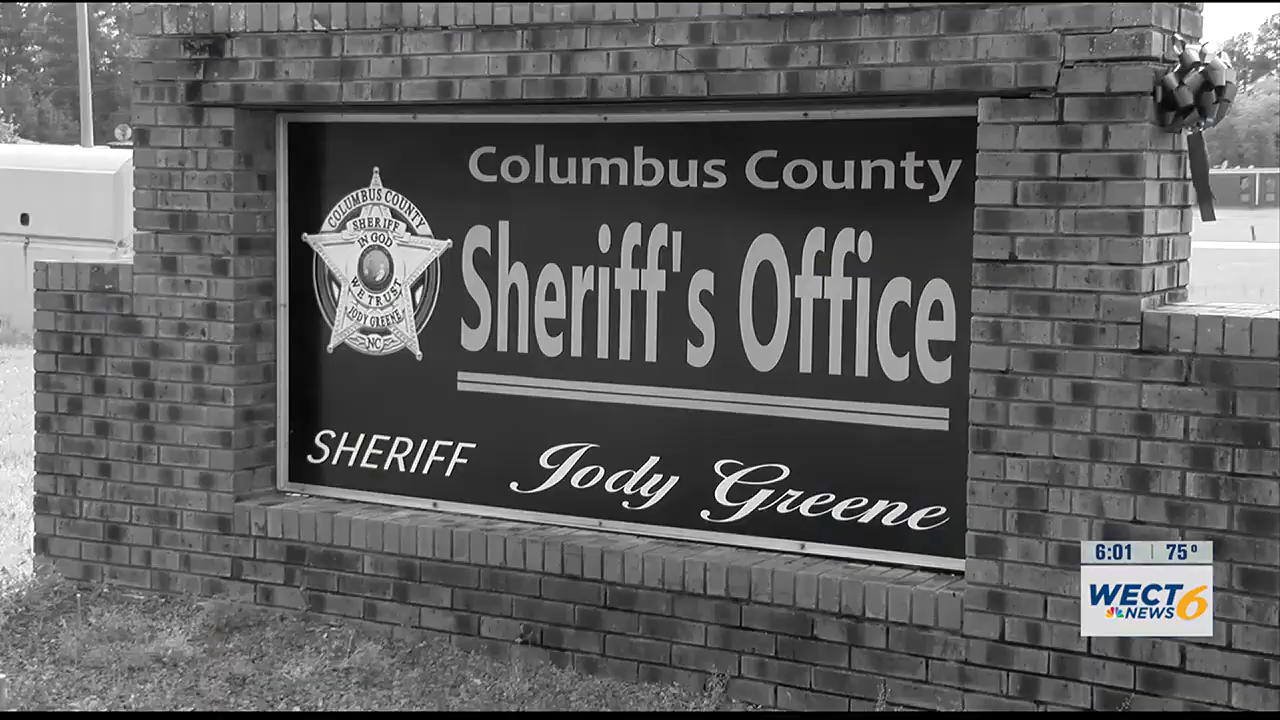 Columbus County
Sheriff's Office
COLUMBUS COUNTY
SHERIFF
IN GOD
WE TRUST
JODY GREENE
NC
SHERIFF Jody Greene
6:01 | 75°
WECT 6
NEWS